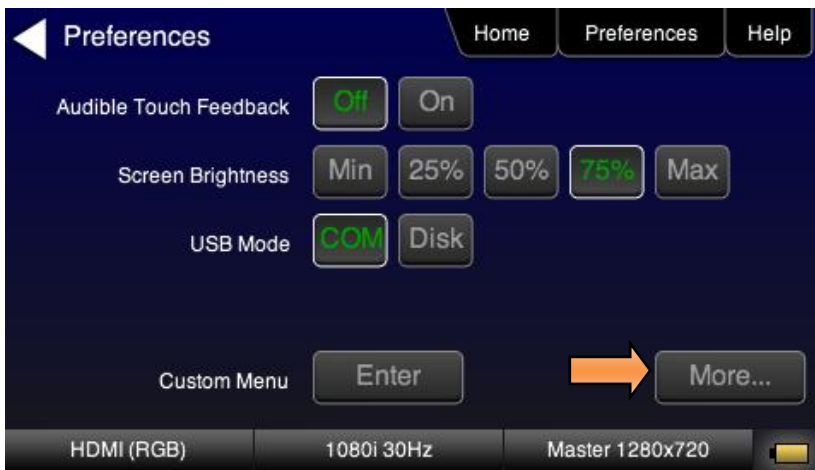 Preferences Home Preferences Help
Audible Touch Feedback Off On
Screen Brightness Min 25% 50% 75% Max
USB Mode COM Disk
Custom Menu Enter More...
HDMI (RGB) 1080i 30Hz Master 1280x720